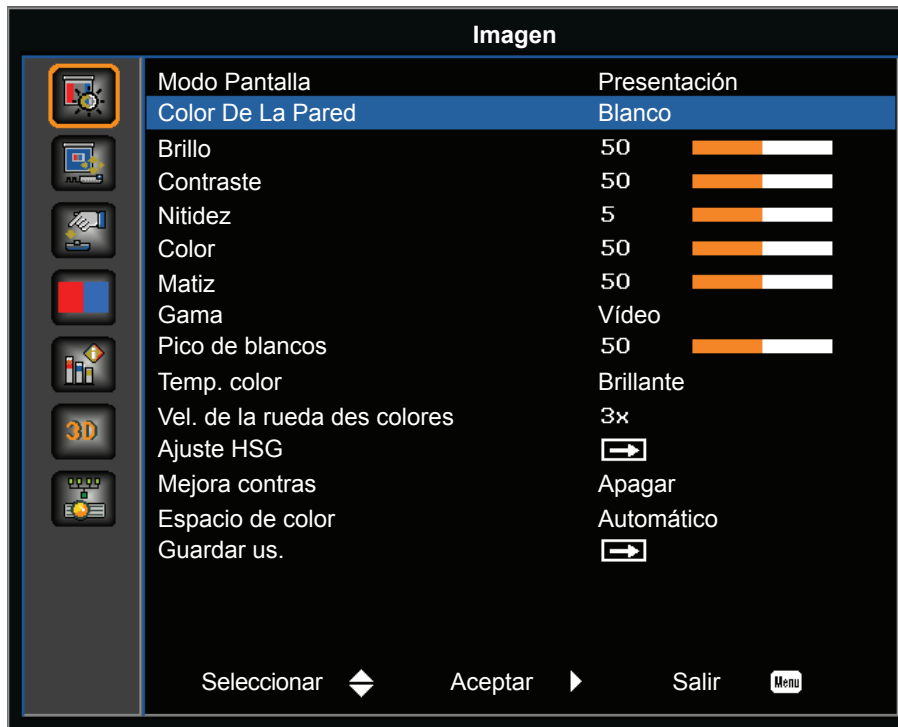 Imagen
Modo Pantalla Presentación
Color De La Pared Blanco
Brillo 50
Contraste 50
Nitidez 5
Color 50
Matiz 50
Gama Vídeo
Pico de blancos 50
Temp. color Brillante
Vel. de la rueda des colores 3x
Ajuste HSG
Mejora contras Apagar
Espacio de color Automático
Guardar us.
3D
Seleccionar Aceptar Salir Menu